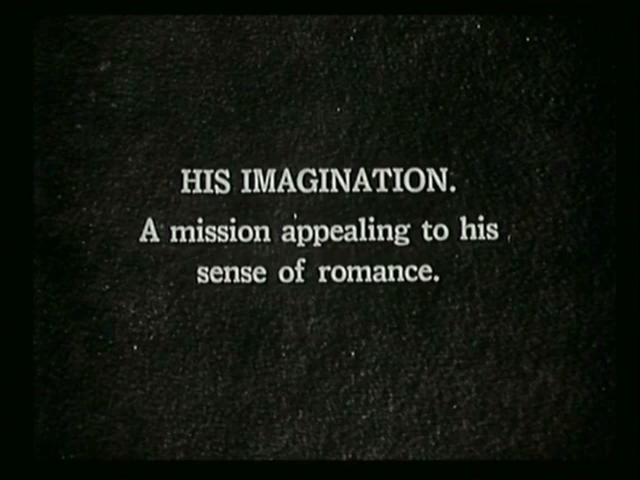 HIS IMAGINATION.
A mission appealing to his
sense of romance.